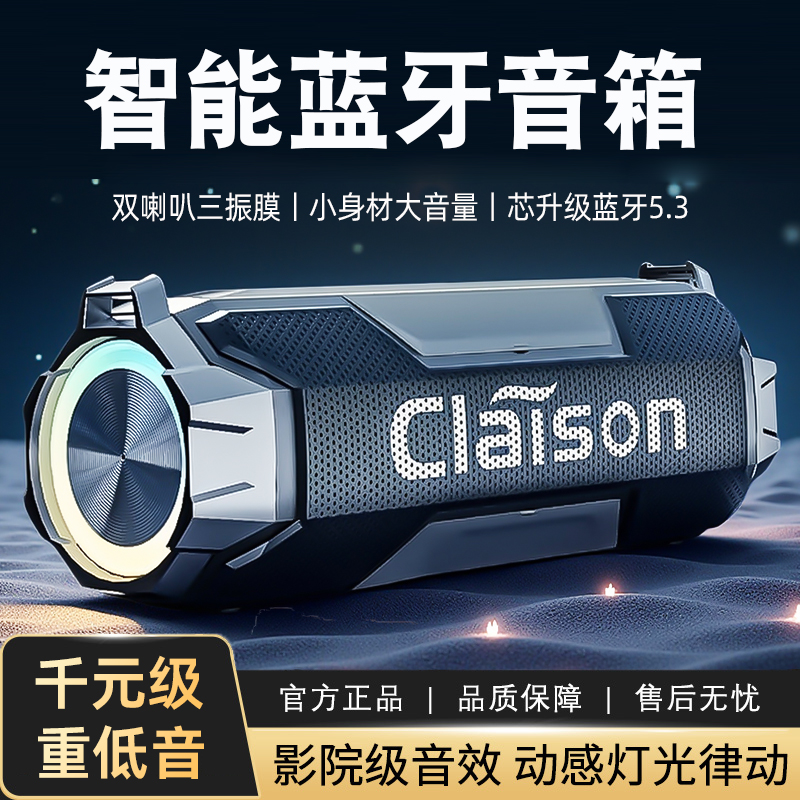 智能蓝牙音箱
双喇叭三振膜 | 小身材大音量 | 芯升级蓝牙5.3
Claison
千元级
重低音
官方正品 | 品质保障 | 售后无忧
影院级音效 动感灯光律动